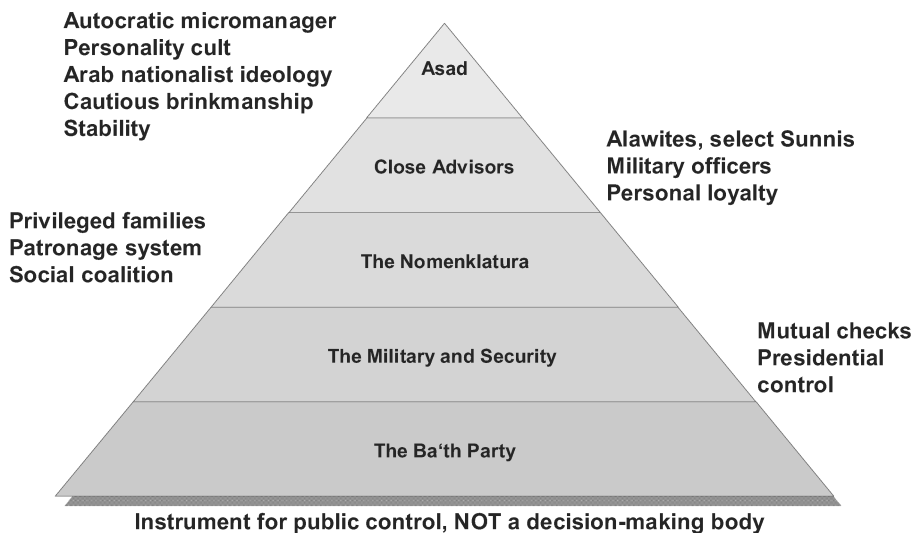 Autocratic micromanager
Personality cult
Arab nationalist ideology
Cautious brinkmanship
Stability
Asad
Alawites, select Sunnis
Military officers
Personal loyalty
Close Advisors
Privileged families
Patronage system
Social coalition
The Nomenklatura
Mutual checks
Presidential
control
The Military and Security
The Ba‘th Party
Instrument for public control, NOT a decision-making body